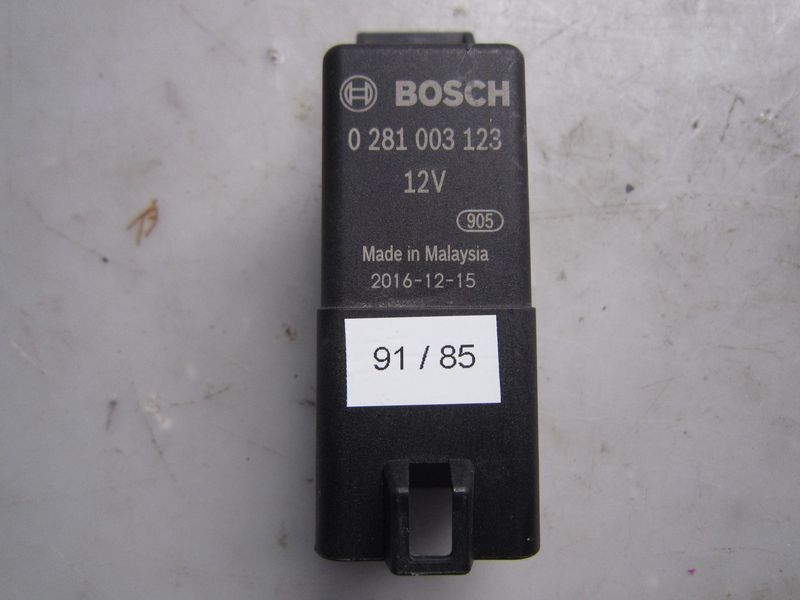 BOSCH
0 281 003 123
12V
905
Made in Malaysia
2016-12-15
91 / 85